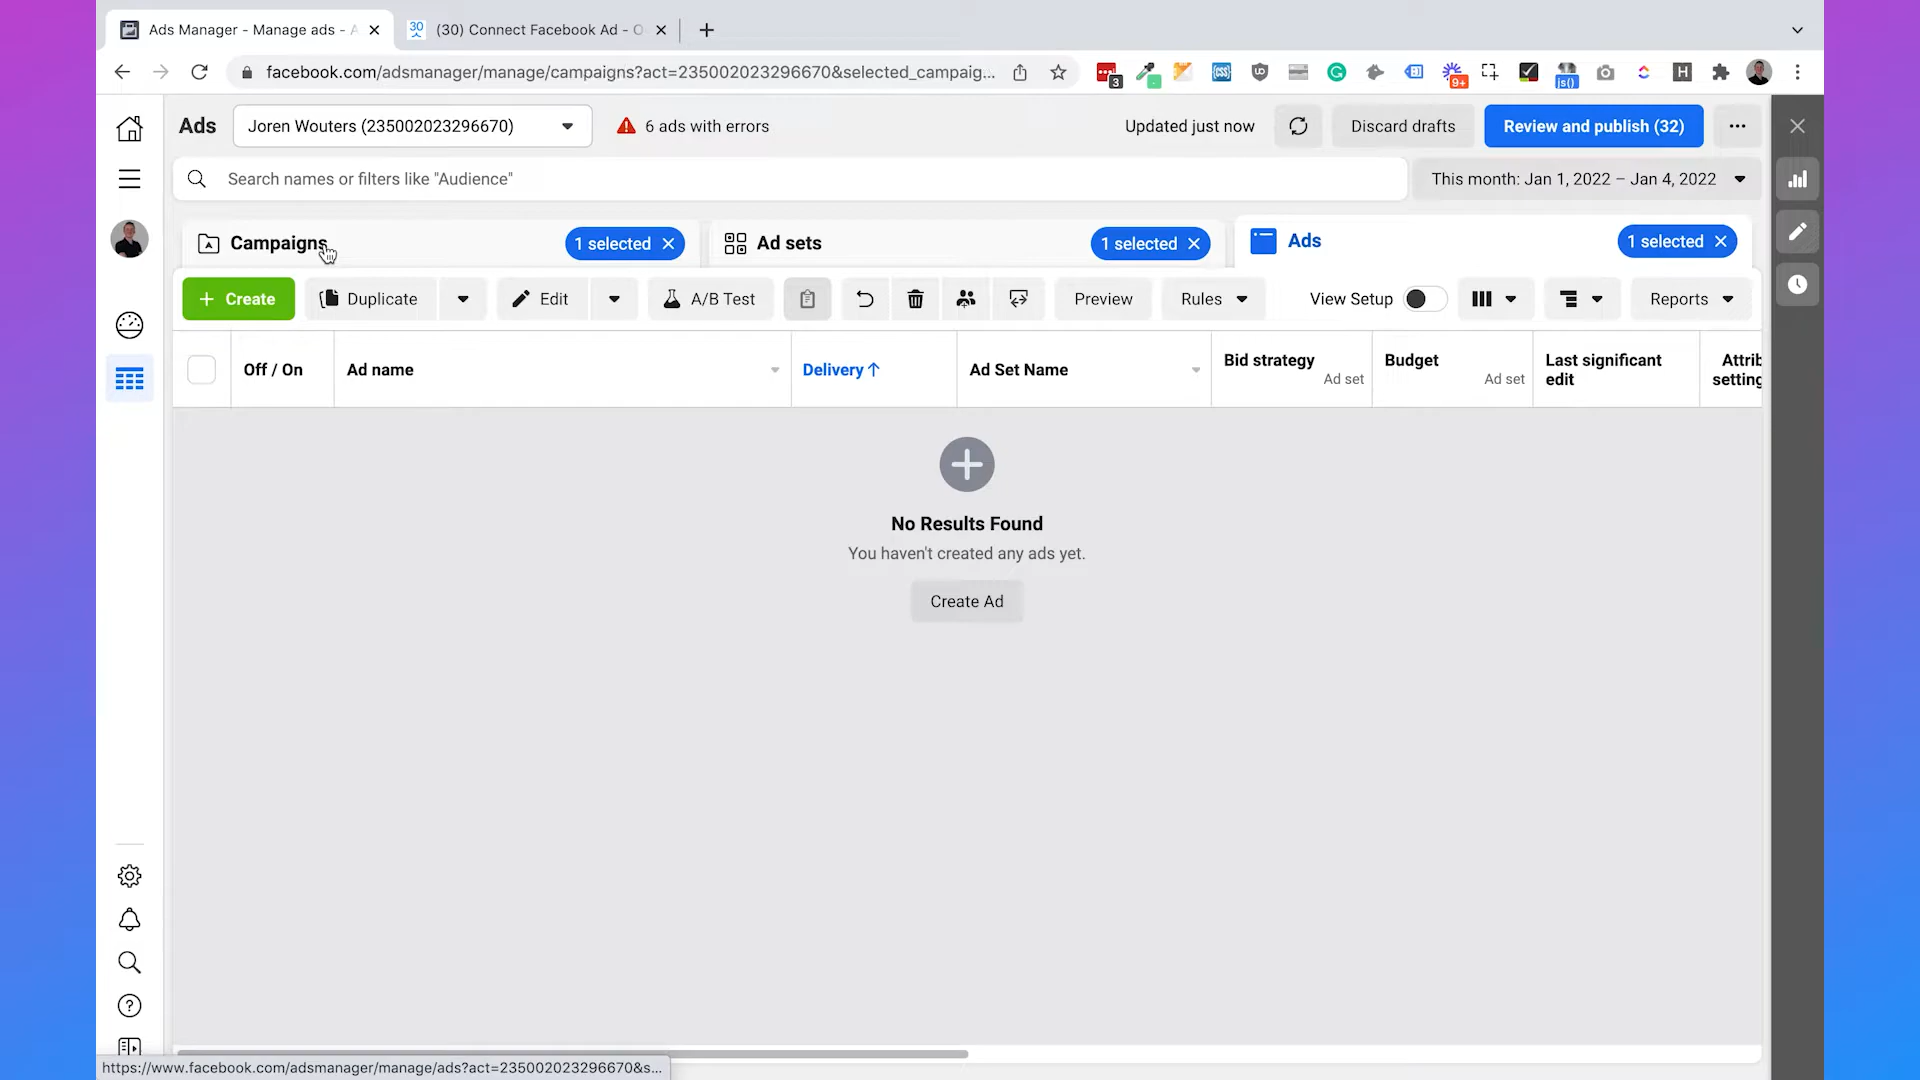 Ads Manager - Manage ads - A
30
(30) Connect Facebook Ad - O
facebook.com/adsmanager/manage/campaigns?act=235002023296670&selected_campaig...
3
9+
js()
H
Ads
Joren Wouters (235002023296670)
6 ads with errors
Updated just now
Discard drafts
Review and publish (32)
Search names or filters like "Audience"
This month: Jan 1, 2022 – Jan 4, 2022
Campaigns
1 selected
Ad sets
1 selected
Ads
1 selected
+ Create
Duplicate
Edit
A/B Test
Preview
Rules
View Setup
Reports
Off / On
Ad name
Delivery ↑
Ad Set Name
Bid strategy
Ad set
Budget
Ad set
Last significant
edit
Attrib
setting
No Results Found
You haven't created any ads yet.
Create Ad
https://www.facebook.com/adsmanager/manage/ads?act=235002023296670&s...